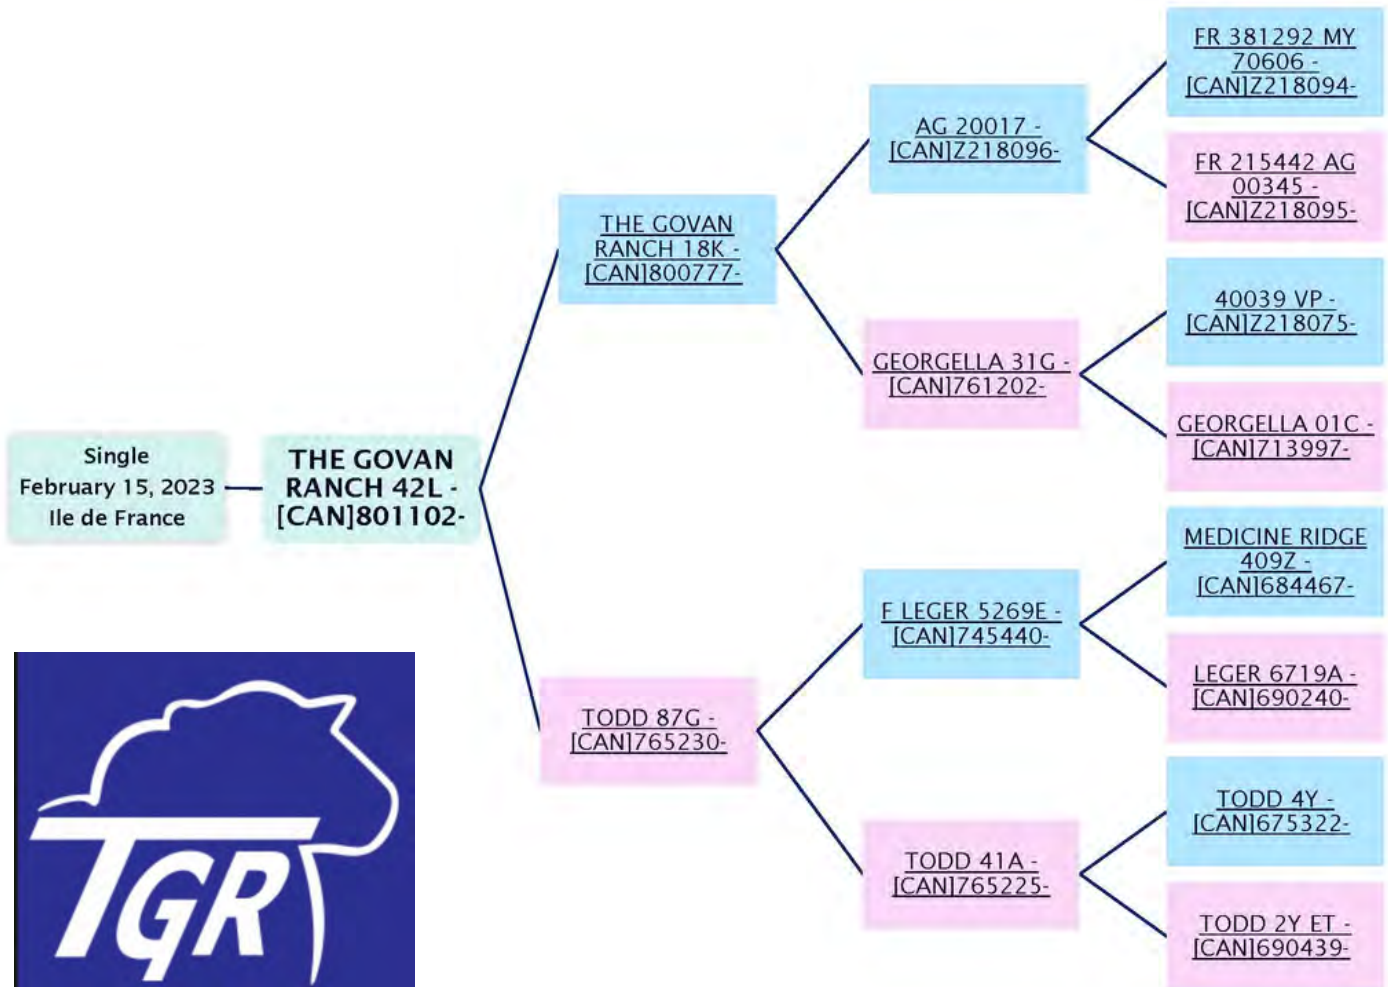 Single
February 15, 2023
Ile de France
THE GOVAN
RANCH 42L -
[CAN]801102-
THE GOVAN
RANCH 18K -
[CAN]800777-
TODD 87G -
[CAN]765230-
AG 20017 -
[CAN]Z218096-
GEORGELLA 31G -
[CAN]761202-
F LEGER 5269E -
[CAN]745440-
TODD 41A -
[CAN]765225-
FR 381292 MY
70606 -
[CAN]Z218094-
FR 215442 AG
00345 -
[CAN]Z218095-
40039 VP -
[CAN]Z218075-
GEORGELLA 01C -
[CAN]713997-
MEDICINE RIDGE
409Z -
[CAN]684467-
LEGER 6719A -
[CAN]690240-
TODD 4Y -
[CAN]675322-
TODD 2Y ET -
[CAN]690439-
TGR